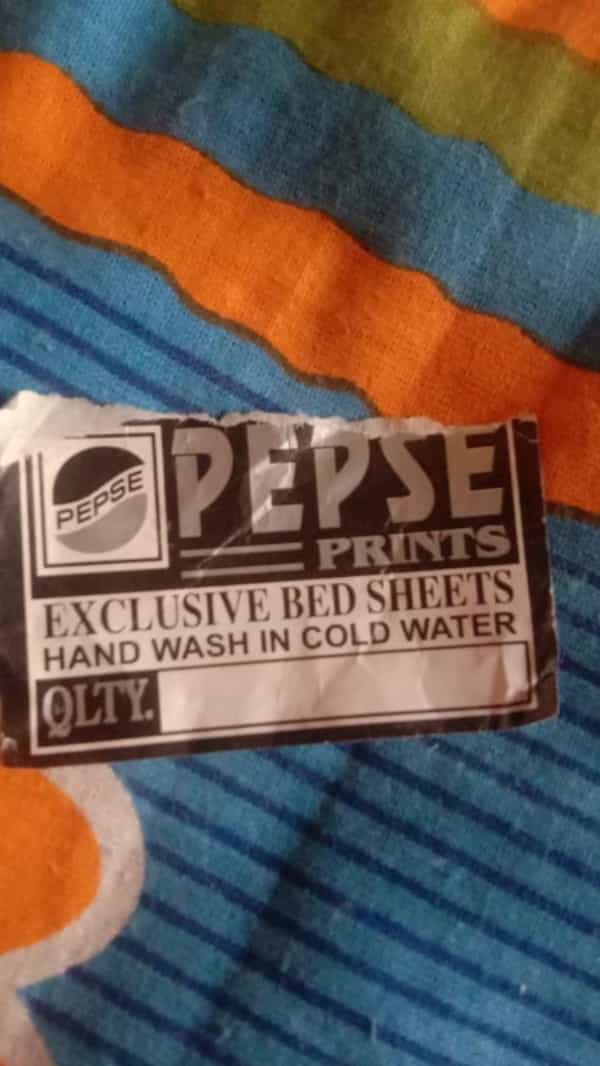 PEPSE
PEPSE
PRINTS
EXCLUSIVE BED SHEETS
HAND WASH IN COLD WATER
QLTY.